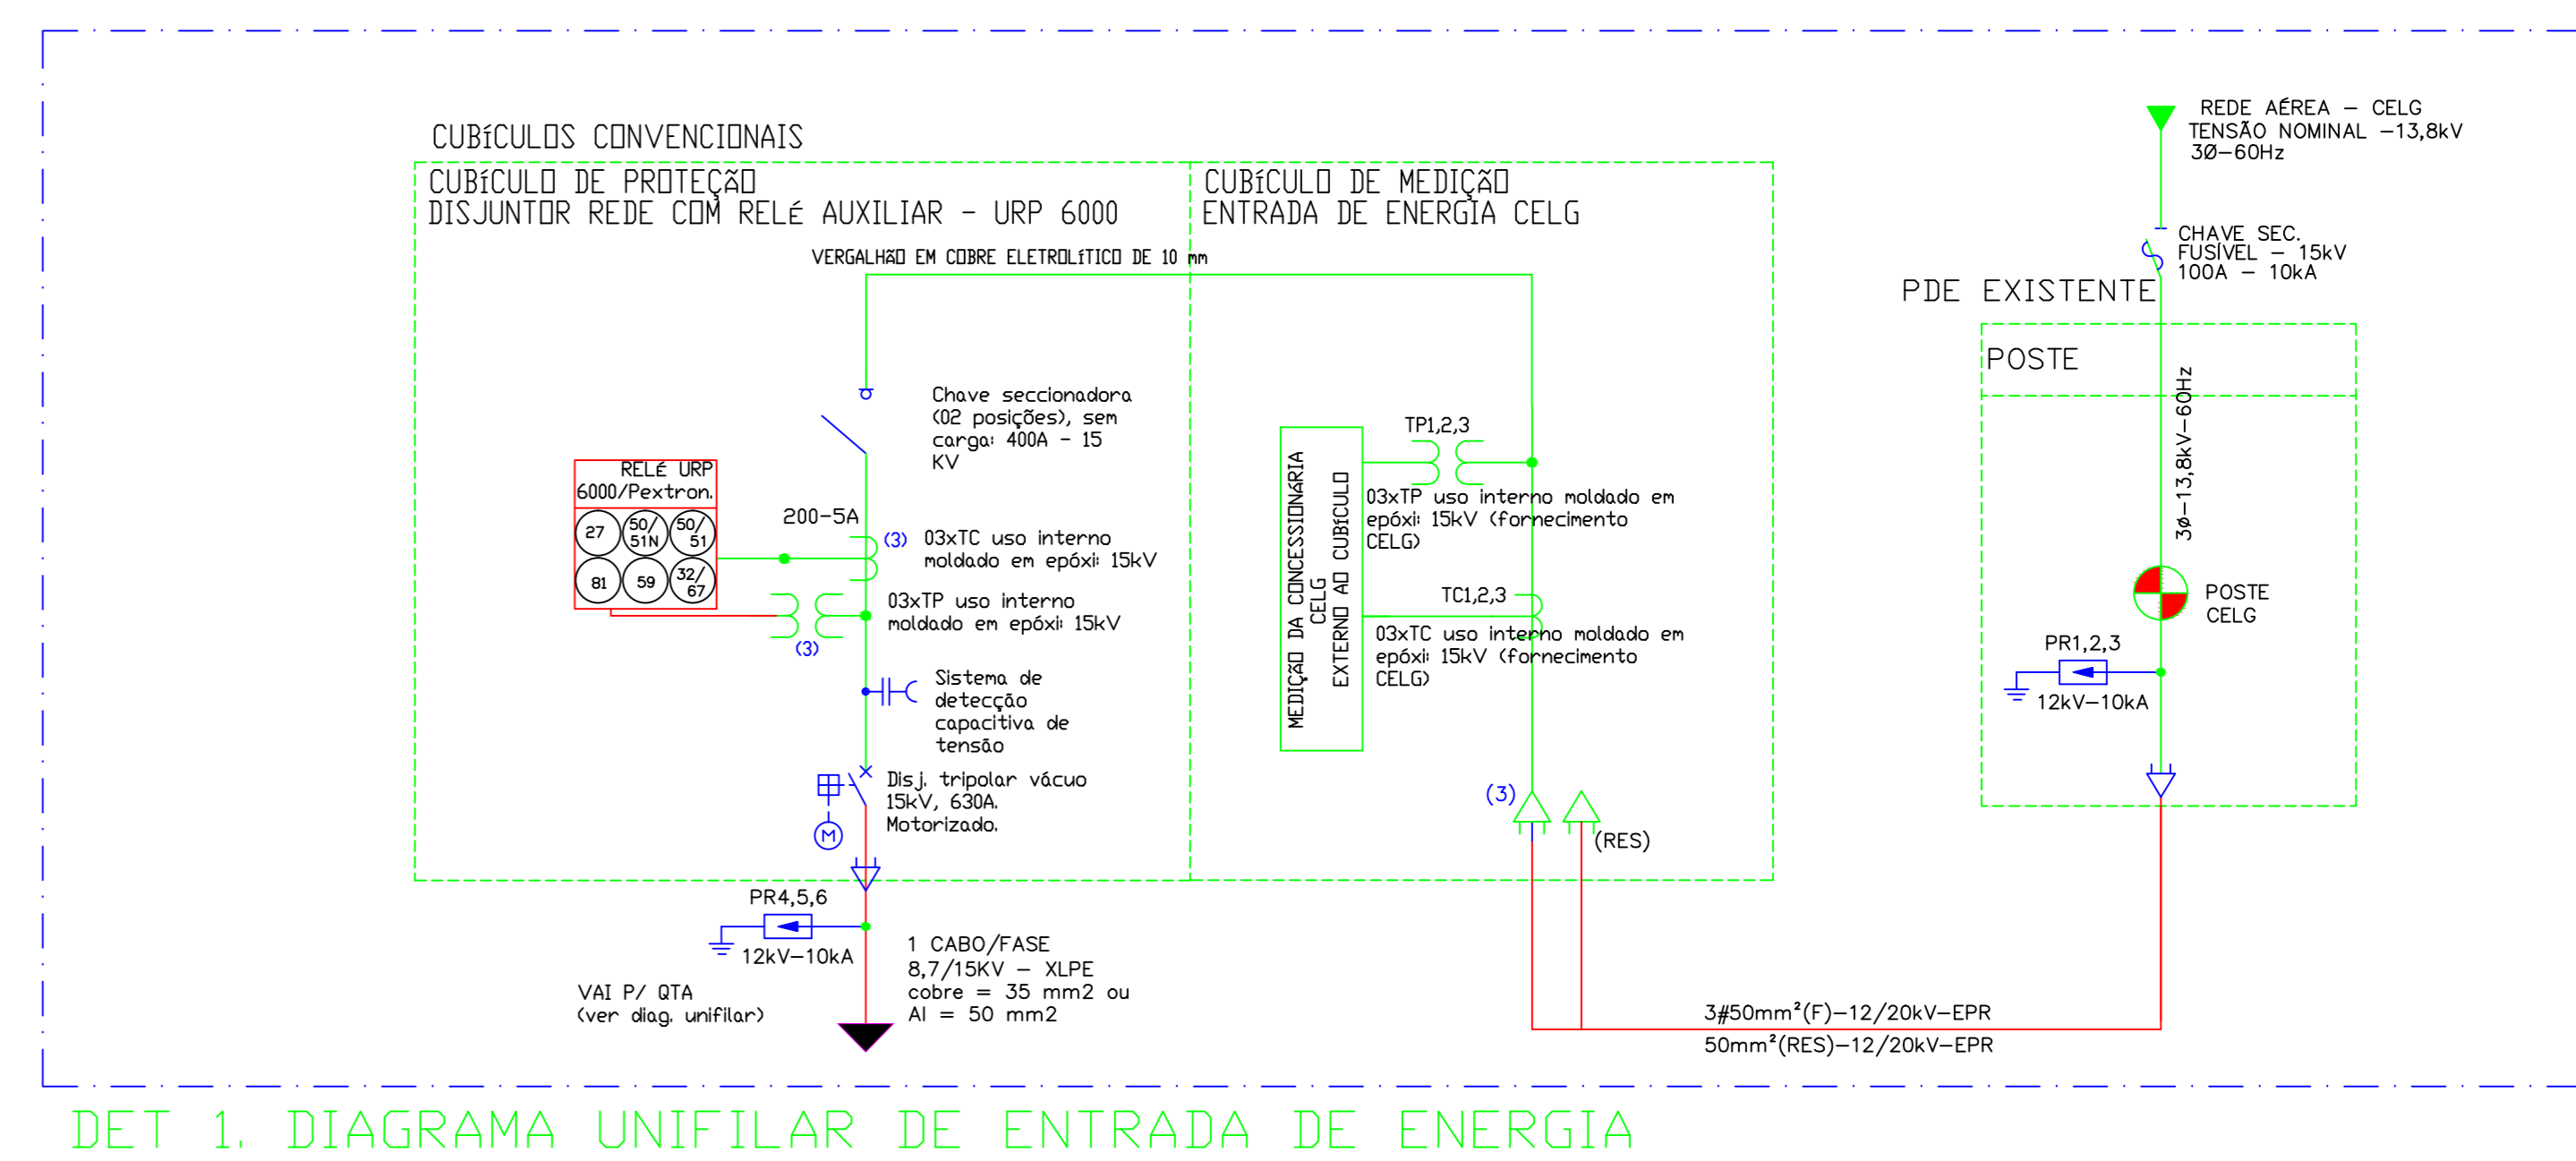 CUBíCULOS CONVENCIONAIS
CUBíCULO DE PROTEÇÃO
DISJUNTOR REDE COM RELé AUXILIAR - URP 6000
CUBíCULO DE MEDIÇÃO
ENTRADA DE ENERGIA CELG
VERGALHÃO EM COBRE ELETROLíTICO DE 10 mm
Chave seccionadora
(02 posições), sem
carga: 400A - 15
KV
RELé URP
6000/Pextron.
27
50/
51N
50/
51
81
59
32/
67
200-5A
(3)
03xTC uso interno
moldado em epóxi: 15kV
03xTP uso interno
moldado em epóxi: 15kV
(3)
Sistema de
detecção
capacitiva de
tensão
Disj. tripolar vácuo
15kV, 630A.
Motorizado.
M
PR4,5,6
12kV-10kA
1 CABO/FASE
8,7/15KV - XLPE
cobre = 35 mm2 ou
Al = 50 mm2
VAI P/ QTA
(ver diag. unifilar)
MEDIÇÃO DA CONCESSIONÁRIA
CELG
EXTERNO AO CUBíCULO
TP1,2,3
03xTP uso interno moldado em
epóxi: 15kV (fornecimento
CELG)
TC1,2,3
03xTC uso interno moldado em
epóxi: 15kV (fornecimento
CELG)
(3)
(RES)
REDE AÉREA - CELG
TENSÃO NOMINAL -13,8kV
3Ø-60Hz
CHAVE SEC.
FUSÍVEL - 15kV
100A - 10kA
PDE EXISTENTE
POSTE
3ø-13,8kV-60Hz
POSTE
CELG
PR1,2,3
12kV-10kA
3#50mm²(F)-12/20kV-EPR
50mm²(RES)-12/20kV-EPR
DET 1. DIAGRAMA UNIFILAR DE ENTRADA DE ENERGIA